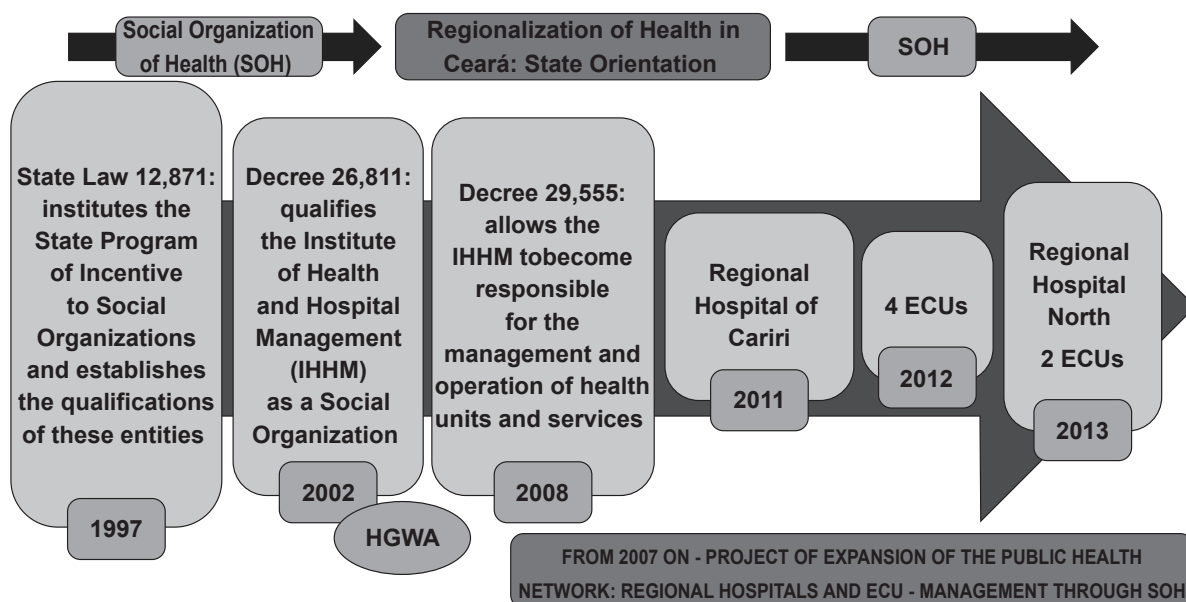 Social Organization
of Health (SOH)
Regionalization of Health in
Ceará: State Orientation
SOH
State Law 12,871:
institutes the
State Program
of Incentive
to Social
Organizations
and establishes
the qualifications
of these entities
1997
Decree 26,811:
qualifies
the Institute
of Health
and Hospital
Management
(IHHM)
as a Social
Organization
2002
HGWA
Decree 29,555:
allows the
IHHM tobecome
responsible
for the
management and
operation of health
units and services
2008
Regional
Hospital of
Cariri
2011
4 ECUs
2012
Regional
Hospital
North
2 ECUs
2013
FROM 2007 ON - PROJECT OF EXPANSION OF THE PUBLIC HEALTH
NETWORK: REGIONAL HOSPITALS AND ECU - MANAGEMENT THROUGH SOH